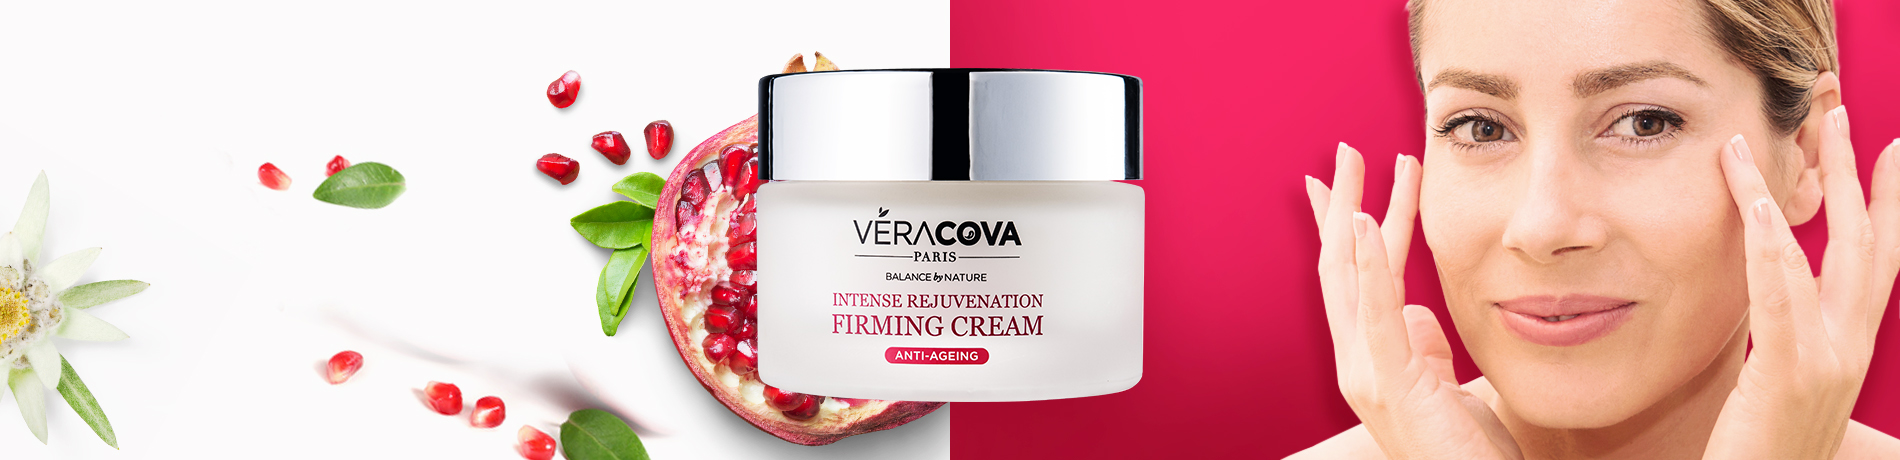 VÉRACOVA
PARIS
BALANCE by NATURE
INTENSE REJUVENATION
FIRMING CREAM
ANTI-AGEING